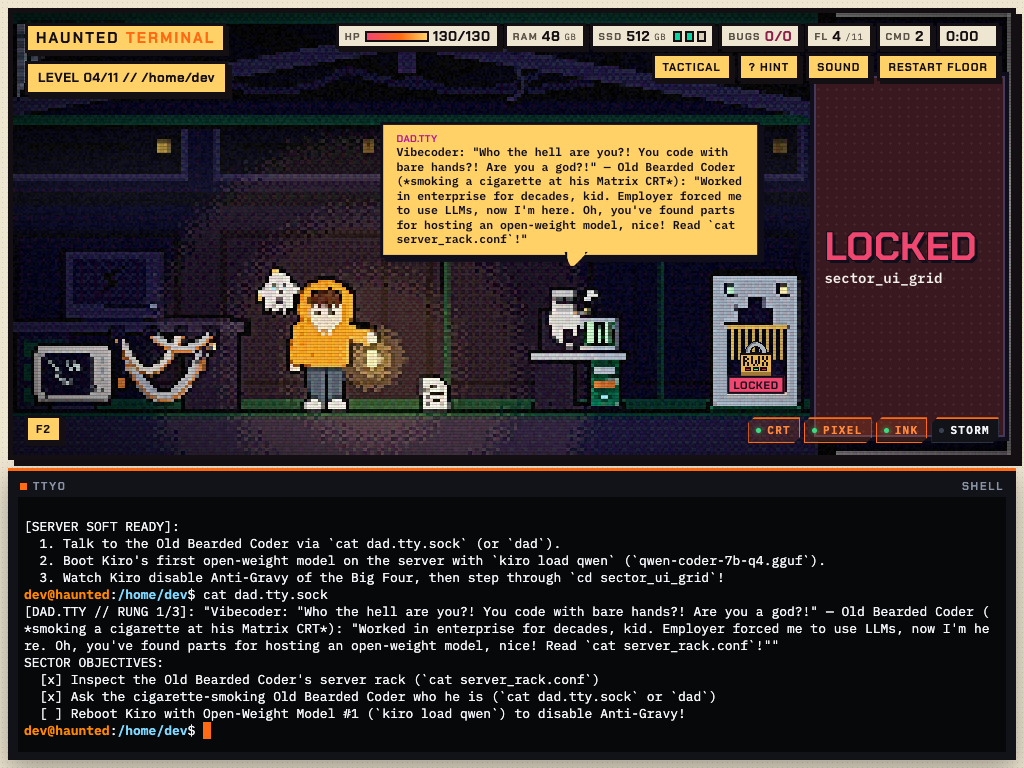 HAUNTED TERMINAL
HP 130/130 RAM 48 GB SSD 512 GB BUGS 0/0 FL 4 /11 CMD 2 0:00
LEVEL 04/11 // /home/dev
TACTICAL ? HINT SOUND RESTART FLOOR
DAD.TTY
Vibecoder: "Who the hell are you?! You code with
bare hands?! Are you a god?!" — Old Bearded Coder
(*smoking a cigarette at his Matrix CRT*): "Worked
in enterprise for decades, kid. Employer forced me
to use LLMs, now I'm here. Oh, you've found parts
for hosting an open-weight model, nice! Read `cat
server_rack.conf`!"
LOCKED
sector_ui_grid
RWX
LOCKED
F2
CRT PIXEL INK STORM
TTY0 SHELL
[SERVER SOFT READY]:
1. Talk to the Old Bearded Coder via `cat dad.tty.sock` (or `dad`).
2. Boot Kiro's first open-weight model on the server with `kiro load qwen` (`qwen-coder-7b-q4.gguf`).
3. Watch Kiro disable Anti-Gravy of the Big Four, then step through `cd sector_ui_grid`!
dev@haunted:/home/dev$ cat dad.tty.sock
[DAD.TTY // RUNG 1/3]: "Vibecoder: "Who the hell are you?! You code with bare hands?! Are you a god?!" — Old Bearded Coder (
*smoking a cigarette at his Matrix CRT*): "Worked in enterprise for decades, kid. Employer forced me to use LLMs, now I'm he
re. Oh, you've found parts for hosting an open-weight model, nice! Read `cat server_rack.conf`!""
SECTOR OBJECTIVES:
[x] Inspect the Old Bearded Coder's server rack (`cat server_rack.conf`)
[x] Ask the cigarette-smoking Old Bearded Coder who he is (`cat dad.tty.sock` or `dad`)
[ ] Reboot Kiro with Open-Weight Model #1 (`kiro load qwen`) to disable Anti-Gravy!
dev@haunted:/home/dev$